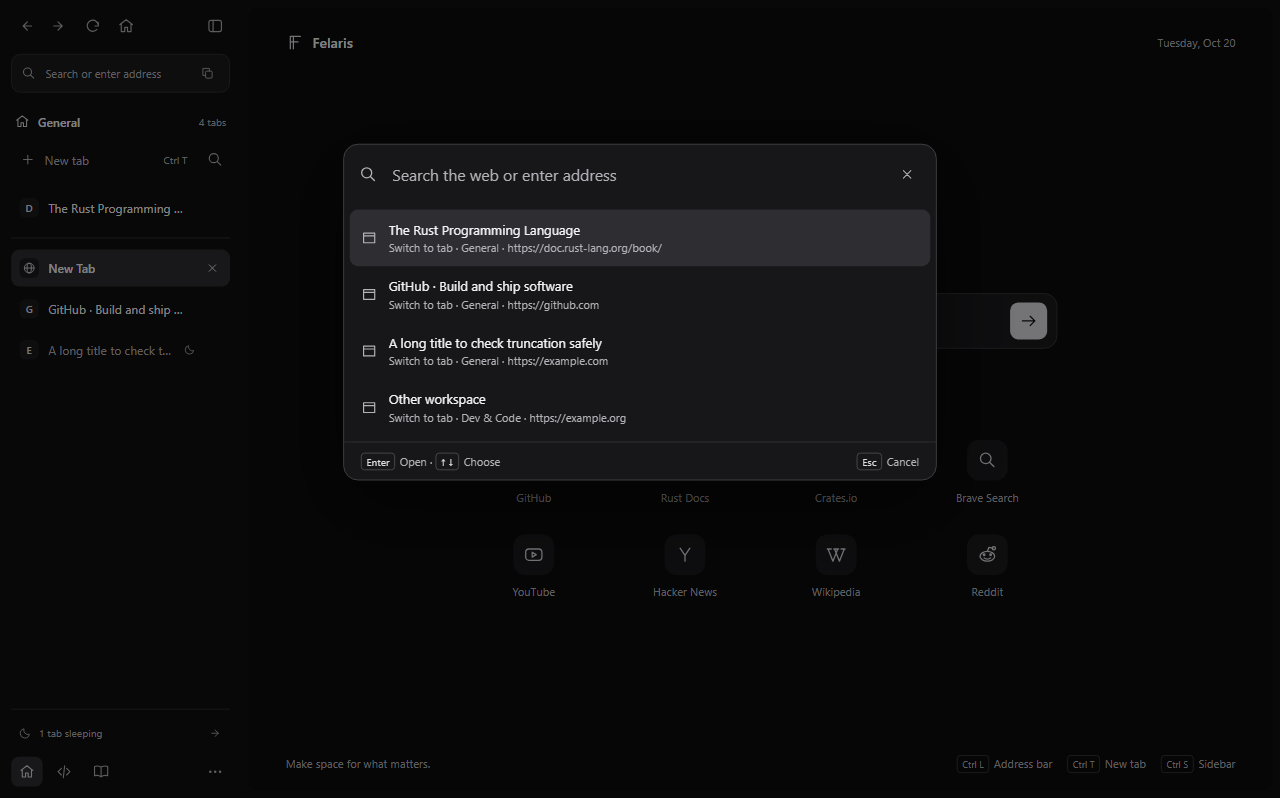 Search or enter address
General
4 tabs
New tab
Ctrl T
D
The Rust Programming ...
New Tab
G
GitHub · Build and ship ...
E
A long title to check t...
1 tab sleeping
Felaris
Tuesday, Oct 20
Search the web or enter address
The Rust Programming Language
Switch to tab · General · https://doc.rust-lang.org/book/
GitHub · Build and ship software
Switch to tab · General · https://github.com
A long title to check truncation safely
Switch to tab · General · https://example.com
Other workspace
Switch to tab · Dev & Code · https://example.org
Enter Open · ↑↓ Choose
Esc Cancel
GitHub
Rust Docs
Crates.io
Brave Search
YouTube
Hacker News
Wikipedia
Reddit
Make space for what matters.
Ctrl L Address bar
Ctrl T New tab
Ctrl S Sidebar